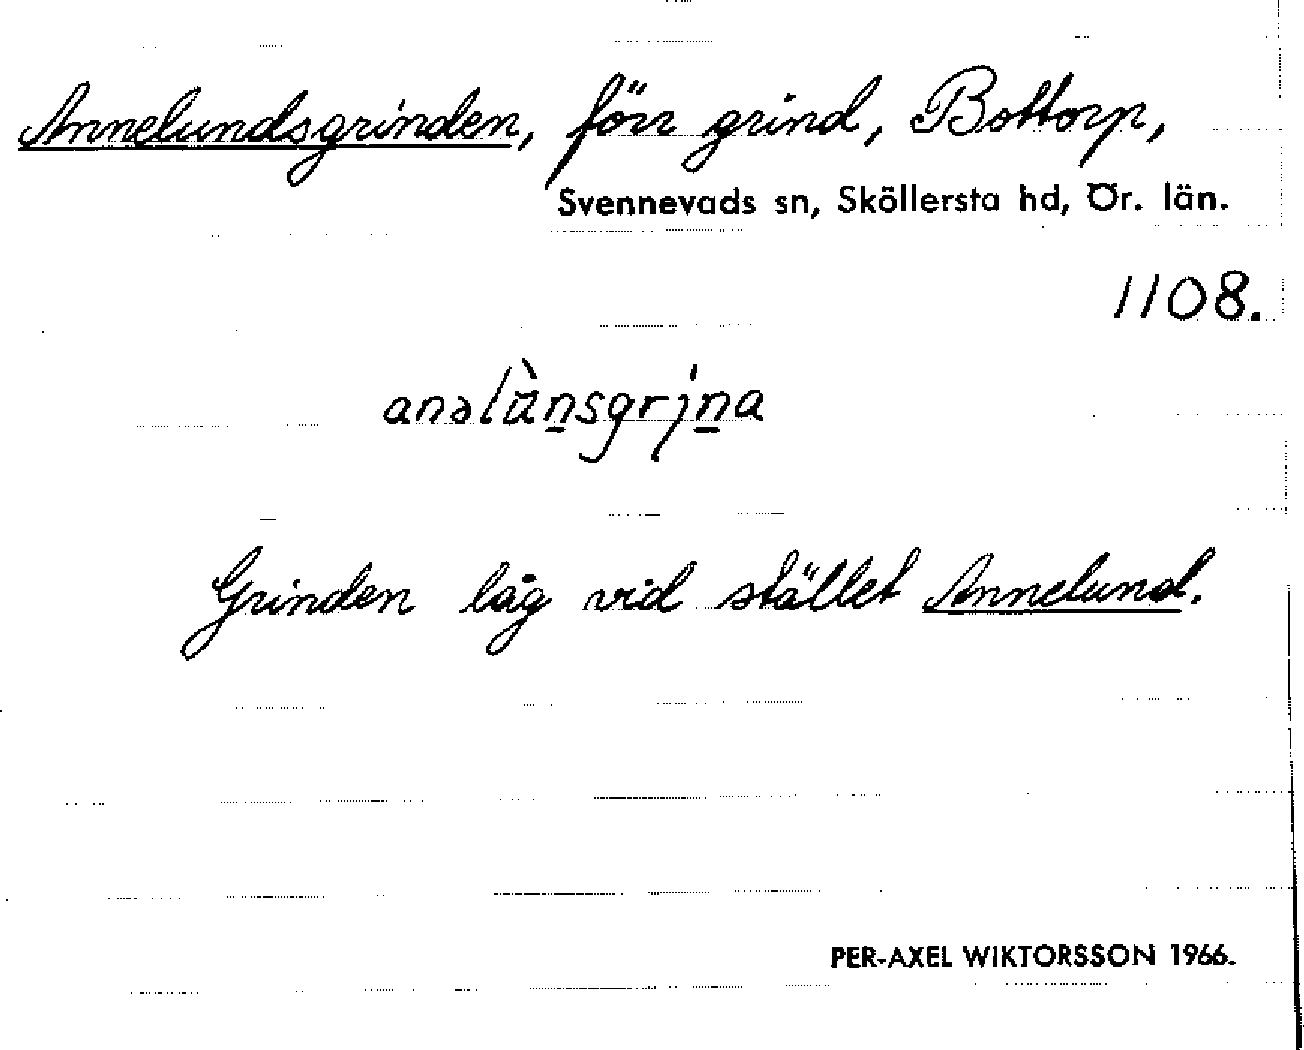 Annelundsgrinden, förr grind, Bottorp,
Svennevads sn, Sköllersta hd, Ör. län.
1108.
anəlùnsgrina
Grinden låg vid stället Annelund.
PER-AXEL WIKTORSSON 1966.